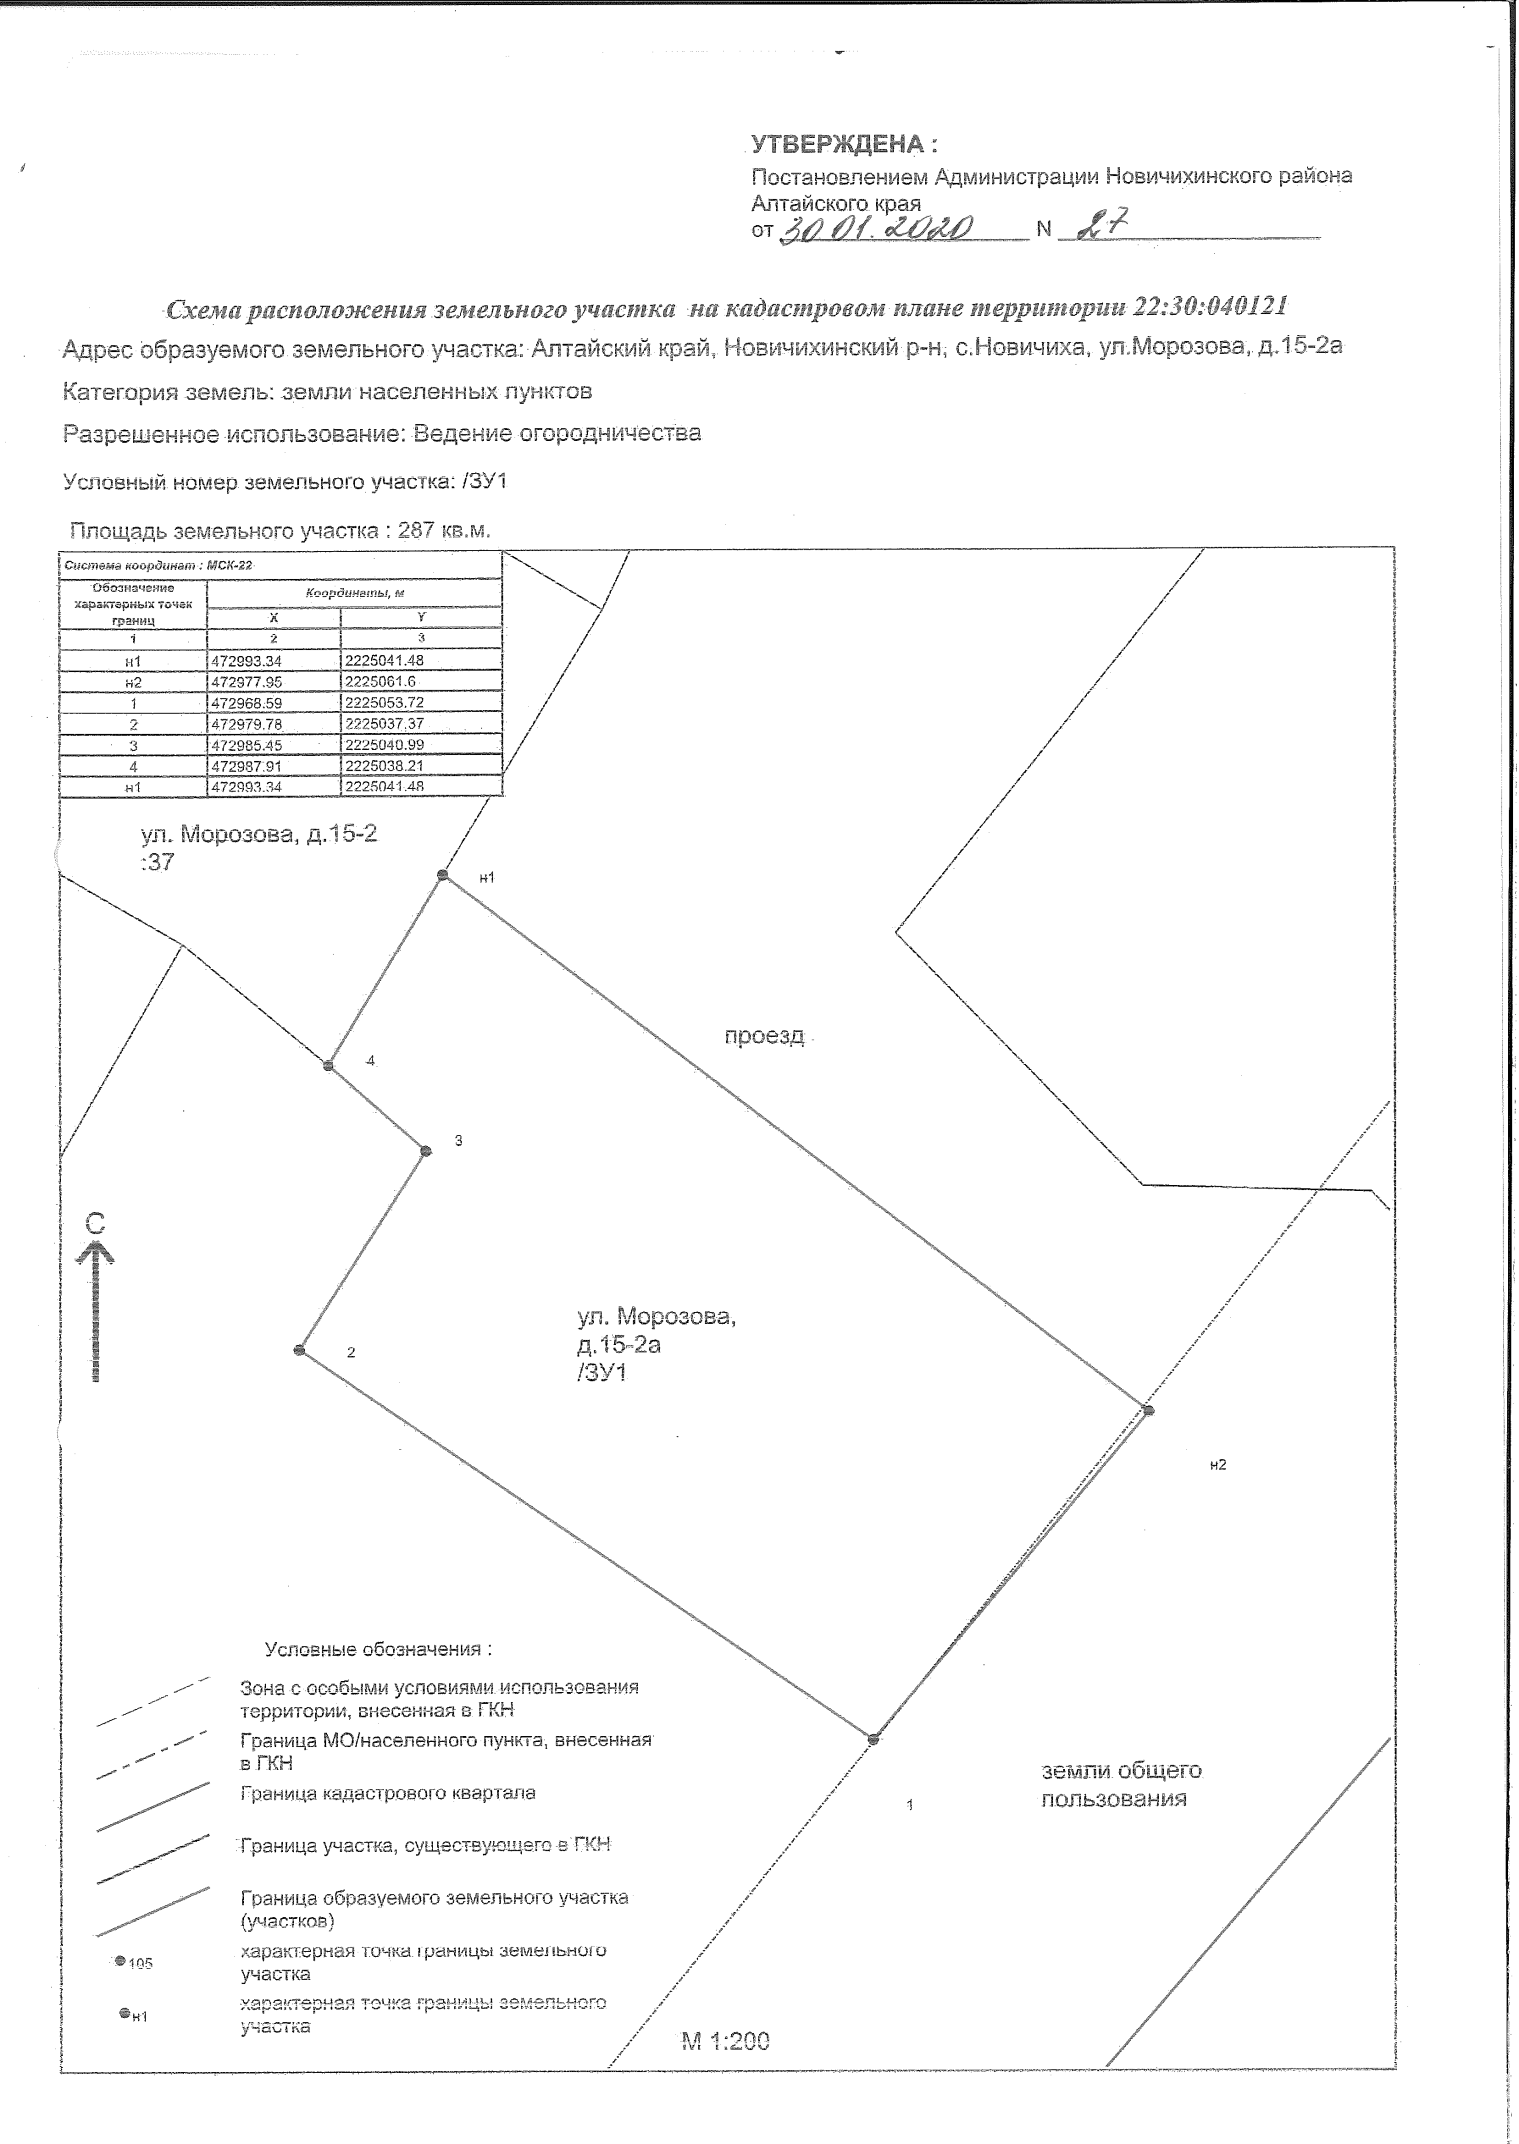 УТВЕРЖДЕНА :
Постановлением Администрации Новичихинского района
Алтайского края
от 30 01. 2020 N 27
Схема расположения земельного участка на кадастровом плане территории 22:30:040121
Адрес образуемого земельного участка: Алтайский край, Новичихинский р-н, с.Новичиха, ул.Морозова, д.15-2а
Категория земель: земли населенных пунктов
Разрешенное использование: Ведение огородничества
Условный номер земельного участка: /ЗУ1
Площадь земельного участка : 287 кв.м.
Система координат : МСК-22
Обозначение характерных точек границ Координаты, м
X Y
1 2 3
н1 472993.34 2225041.48
н2 472977.95 2225061.6
1 472968.59 2225053.72
2 472979.78 2225037.37
3 472985.45 2225040.99
4 472987.91 2225038.21
н1 472993.34 2225041.48
ул. Морозова, д.15-2
:37
н1
проезд
4
3
С
ул. Морозова,
д.15-2а
/ЗУ1
2
н2
Условные обозначения :
Зона с особыми условиями использования
территории, внесенная в ГКН
Граница МО/населенного пункта, внесенная
в ГКН
Граница кадастрового квартала
Граница участка, существующего в ГКН
Граница образуемого земельного участка
(участков)
105 характерная точка границы земельного
участка
н1 характерная точка границы земельного
участка
земли общего
пользования
1
М 1:200